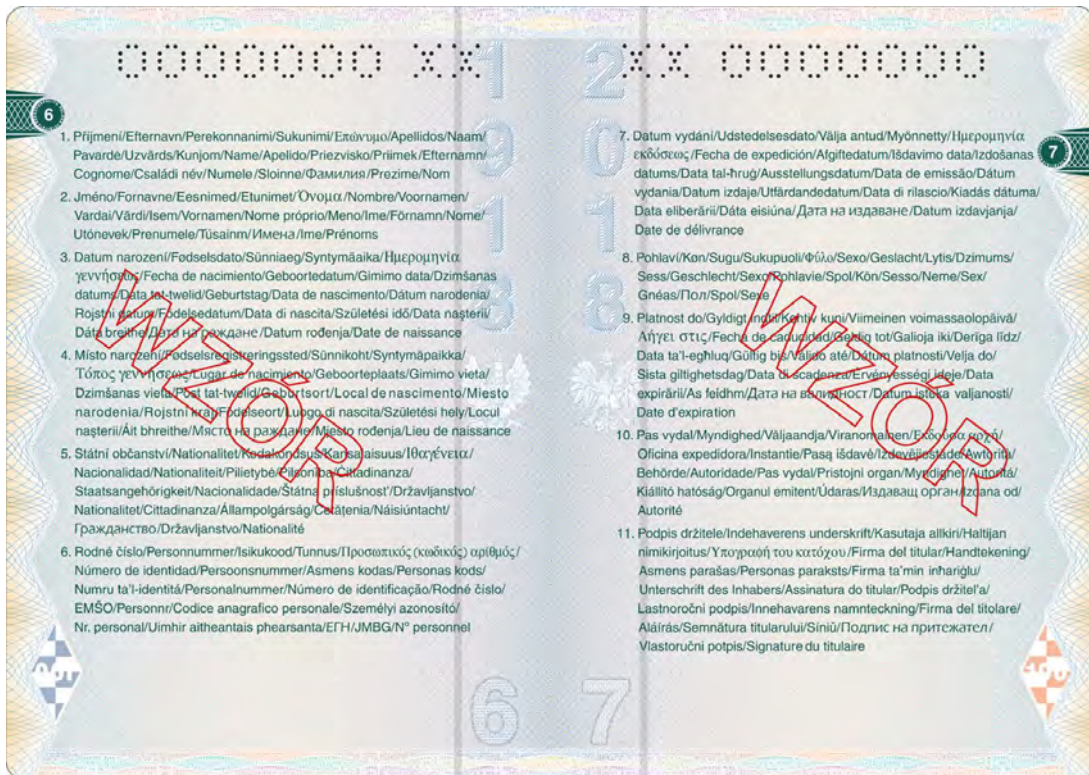 0000000 XX
6
1. Příjmení/Efternavn/Perekonnanimi/Sukunimi/Επώνυμο/Apellidos/Naam/
Pavardė/Uzvārds/Kunjom/Name/Apelido/Priezvisko/Priimek/Efternamn/
Cognome/Családi név/Numele/Sloinne/Фамилия/Prezime/Nom
2. Jméno/Fornavne/Eesnimed/Etunimet/Όνομα/Nombre/Voornamen/
Vardai/Vārdi/Isem/Vornamen/Nome próprio/Meno/Ime/Förnamn/Nome/
Utónevek/Prenumele/Túsainm/Имена/Ime/Prénoms
3. Datum narození/Fødselsdato/Sünniaeg/Syntymäaika/Ημερομηνία
γεννήσεως/Fecha de nacimiento/Geboortedatum/Gimimo data/Dzimšanas
datums/Data tat-twelid/Geburtstag/Data de nascimento/Dátum narodenia/
Rojstni datum/Födelsedatum/Data di nascita/Születési idő/Data nașterii/
Dáta breithe/Дата на раждане/Datum rođenja/Date de naissance
4. Místo narození/Fødselsregistreringssted/Sünnikoht/Syntymäpaikka/
Τόπος γεννήσεως/Lugar de nacimiento/Geboorteplaats/Gimimo vieta/
Dzimšanas vieta/Post tat-twelid/Geburtsort/Local de nascimento/Miesto
narodenia/Rojstni kraj/Födelseort/Luogo di nascita/Születési hely/Locul
nașterii/Áit bhreithe/Място на раждане/Mjesto rođenja/Lieu de naissance
5. Státní občanství/Nationalitet/Kodakondsus/Kansalaisuus/Ιθαγένεια/
Nacionalidad/Nationaliteit/Pilietybė/Pilsonība/Ċittadinanza/
Staatsangehörigkeit/Nacionalidade/Štátna príslušnosť/Državljanstvo/
Nationalitet/Cittadinanza/Állampolgárság/Cetățenia/Náisiúntacht/
Гражданство/Državljanstvo/Nationalité
6. Rodné číslo/Personnummer/Isikukood/Tunnus/Προσωπικός (κωδικός) αριθμός/
Número de identidad/Persoonsnummer/Asmens kodas/Personas kods/
Numru ta'l-identitá/Personalnummer/Número de identificação/Rodné číslo/
EMŠO/Personnr/Codice anagrafico personale/Személyi azonosító/
Nr. personal/Uimhir aitheantais phearsanta/ЕГН/JMBG/Nº personnel
WZÓR
1918
6
100
XX 0000000
7
7. Datum vydání/Udstedelsesdato/Välja antud/Myönnetty/Ημερομηνία
εκδόσεως/Fecha de expedición/Afgiftedatum/Išdavimo data/Izdošanas
datums/Data tal-ħruġ/Ausstellungsdatum/Data de emissão/Dátum
vydania/Datum izdaje/Utfärdandedatum/Data di rilascio/Kiadás dátuma/
Data eliberării/Dáta eisiúna/Дата на издаване/Datum izdavjanja/
Date de délivrance
8. Pohlaví/Køn/Sugu/Sukupuoli/Φύλο/Sexo/Geslacht/Lytis/Dzimums/
Sess/Geschlecht/Sexo/Pohlavie/Spol/Kön/Sesso/Neme/Sex/
Gnéas/Пол/Spol/Sexe
9. Platnost do/Gyldigt indtil/Kehtiv kuni/Viimeinen voimassaolopäivä/
Λήγει στις/Fecha de caducidad/Geldig tot/Galioja iki/Derīga līdz/
Data ta'l-egħluq/Gültig bis/Válido até/Dátum platnosti/Velja do/
Sista giltighetsdag/Data di scadenza/Érvényességi ideje/Data
expirării/As feidhm/Дата на валидност/Datum isteka valjanosti/
Date d'expiration
10. Pas vydal/Myndighed/Väljaandja/Viranomainen/Εκδούσα αρχή/
Oficina expedidora/Instantie/Pasą išdavė/Izdevējiestāde/Awtoritá/
Behörde/Autoridade/Pas vydal/Pristojni organ/Myndighet/Autoritá/
Kiállító hatóság/Organul emitent/Údaras/Издаващ орган/Izdana od/
Autorité
11. Podpis držitele/Indehaverens underskrift/Kasutaja allkiri/Haltijan
nimikirjoitus/Υπογραφή του κατόχου/Firma del titular/Handtekening/
Asmens parašas/Personas paraksts/Firma ta'min inħariġlu/
Unterschrift des Inhabers/Assinatura do titular/Podpis držiteľa/
Lastnoročni podpis/Innehavarens namnteckning/Firma del titolare/
Aláírás/Semnătura titularului/Síniú/Подпис на притежател/
Vlastoručni potpis/Signature du titulaire
WZÓR
2018
7
100